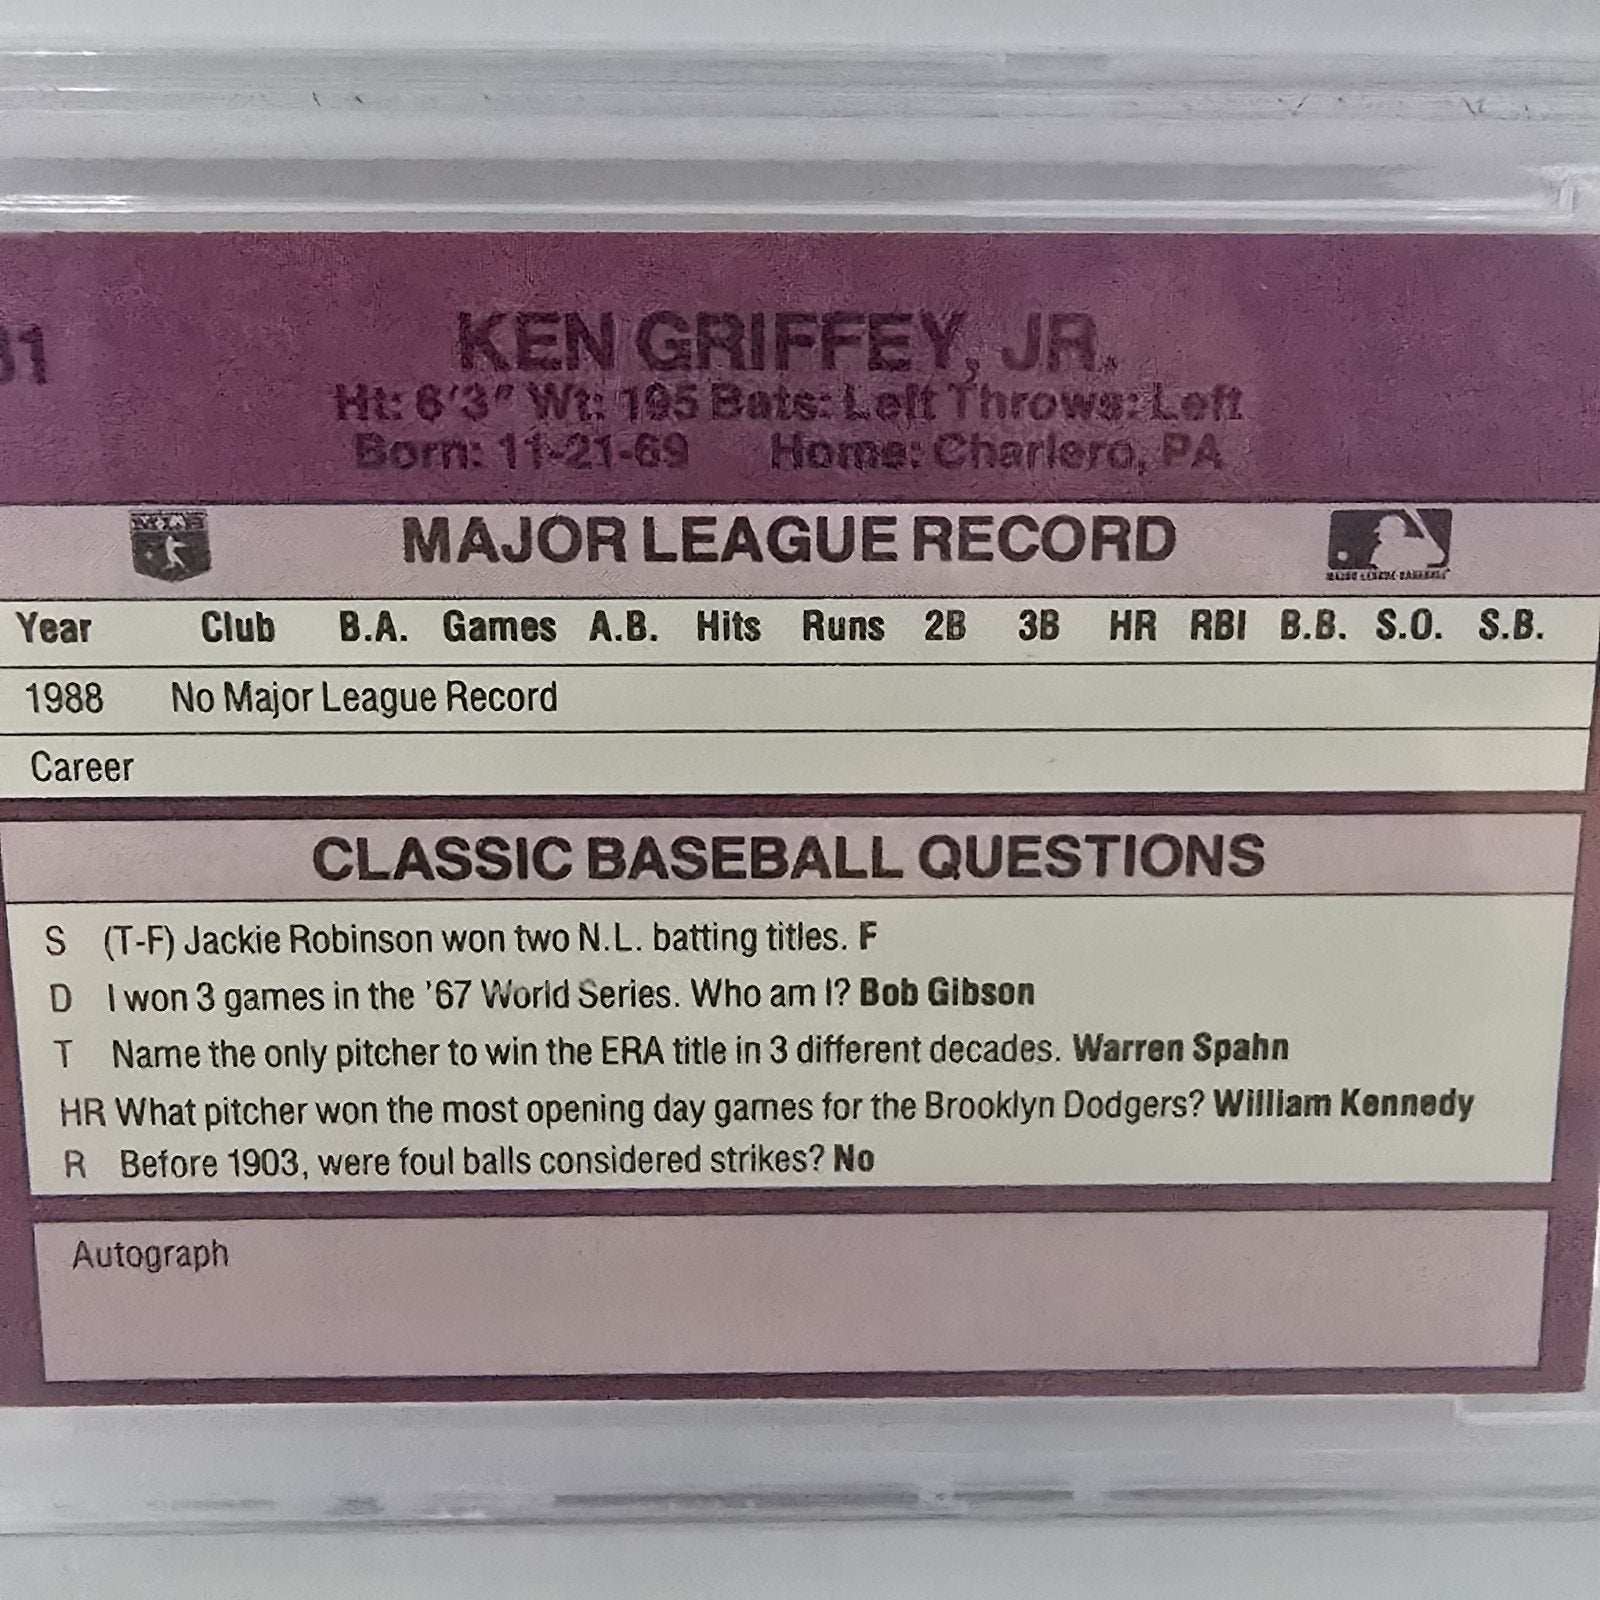 31
KEN GRIFFEY, JR.
Ht: 6'3" Wt: 195 Bats: Left Throws: Left
Born: 11-21-69 Home: Charlero, PA
MLB
MAJOR LEAGUE RECORD
MAJOR LEAGUE BASEBALL
Year Club B.A. Games A.B. Hits Runs 2B 3B HR RBI B.B. S.O. S.B.
1988 No Major League Record
Career
CLASSIC BASEBALL QUESTIONS
S (T-F) Jackie Robinson won two N.L. batting titles. F
D I won 3 games in the '67 World Series. Who am I? Bob Gibson
T Name the only pitcher to win the ERA title in 3 different decades. Warren Spahn
HR What pitcher won the most opening day games for the Brooklyn Dodgers? William Kennedy
R Before 1903, were foul balls considered strikes? No
Autograph